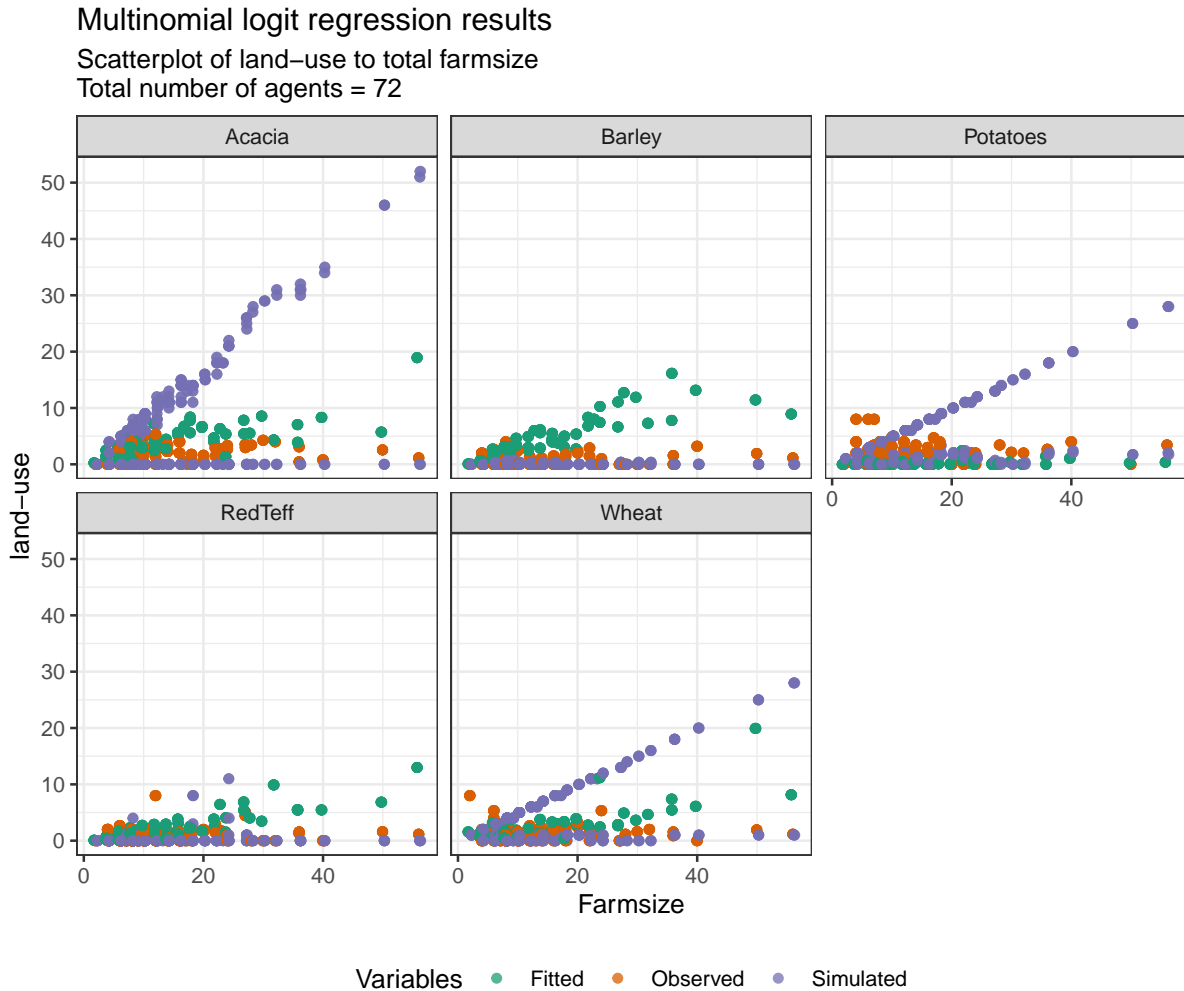 Multinomial logit regression results
Scatterplot of land−use to total farmsize
Total number of agents = 72
Acacia
Barley
Potatoes
50
40
30
20
10
0
0
20
40
land−use
RedTeff
Wheat
50
40
30
20
10
0
0
20
40
0
20
40
Farmsize
Variables
Fitted
Observed
Simulated